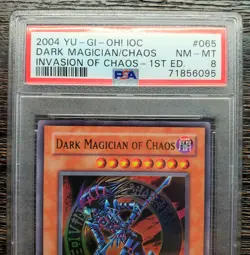 2004 YU-GI-OH! IOC #065
DARK MAGICIAN/CHAOS NM-MT
INVASION OF CHAOS-1ST ED. 8
PSA 71856095
DARK MAGICIAN OF CHAOS